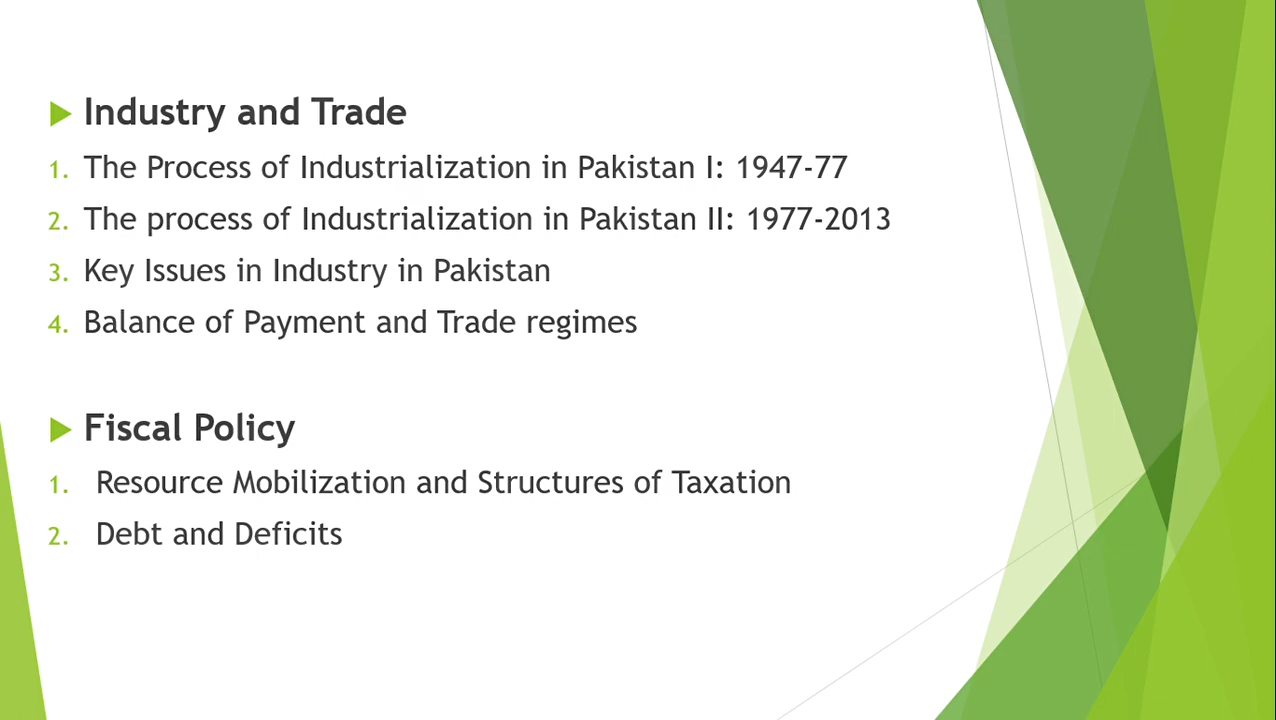 Industry and Trade
1. The Process of Industrialization in Pakistan I: 1947-77
2. The process of Industrialization in Pakistan II: 1977-2013
3. Key Issues in Industry in Pakistan
4. Balance of Payment and Trade regimes
Fiscal Policy
1. Resource Mobilization and Structures of Taxation
2. Debt and Deficits